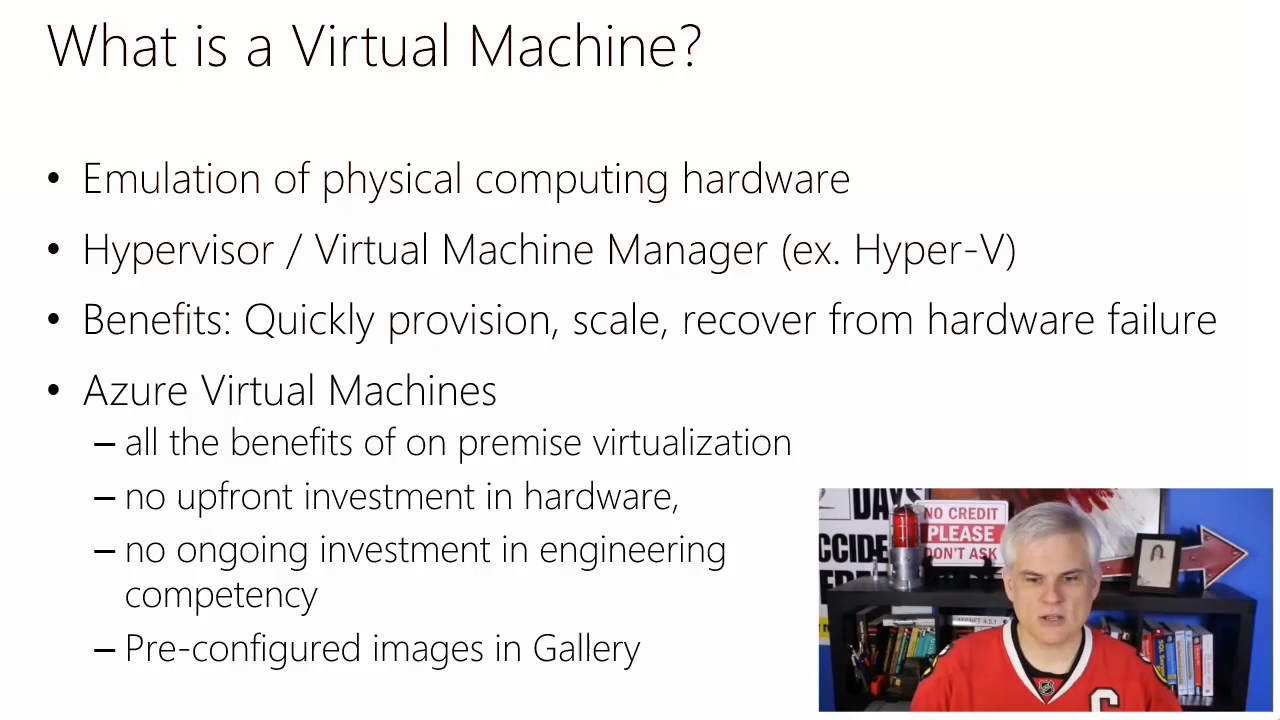 What is a Virtual Machine?
• Emulation of physical computing hardware
• Hypervisor / Virtual Machine Manager (ex. Hyper-V)
• Benefits: Quickly provision, scale, recover from hardware failure
• Azure Virtual Machines
– all the benefits of on premise virtualization
– no upfront investment in hardware,
– no ongoing investment in engineering
competency
– Pre-configured images in Gallery
DAYS
NO CREDIT
PLEASE
DON'T ASK
C